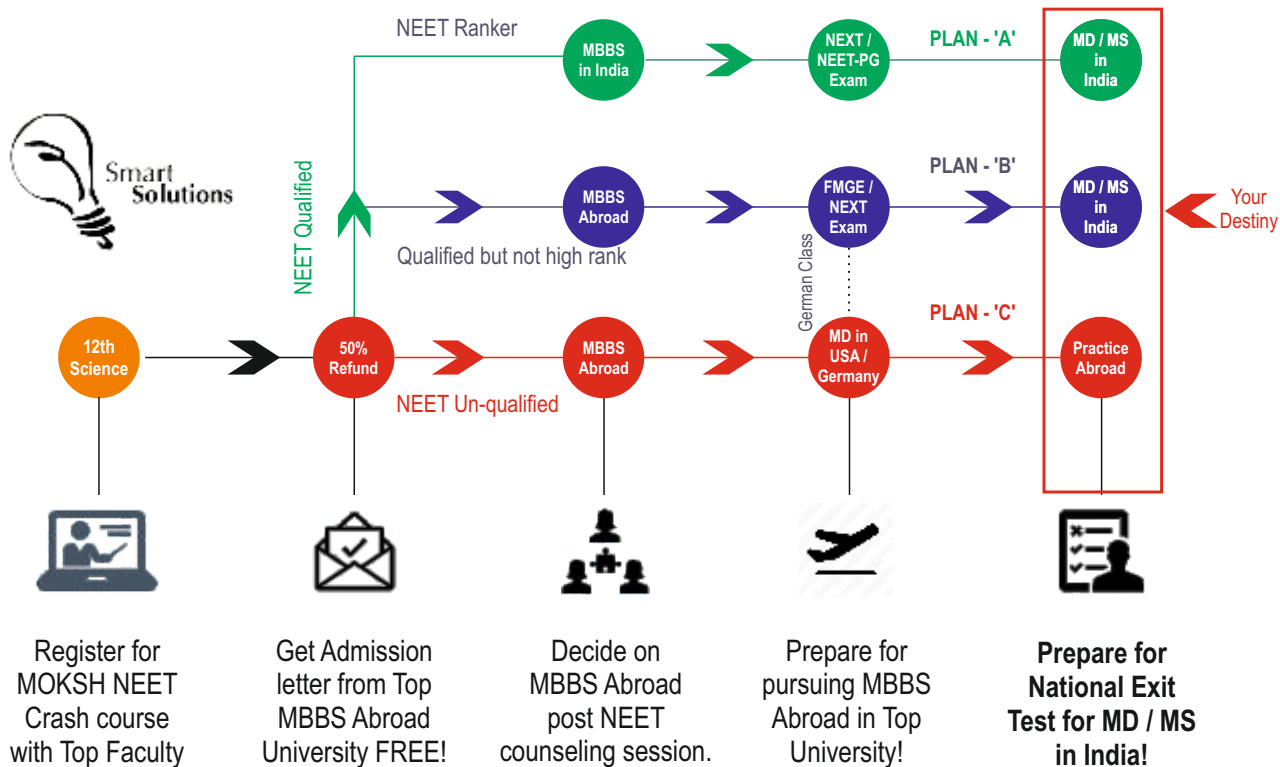 NEET Ranker
MBBS
in India
NEXT /
NEET-PG
Exam
PLAN - 'A'
MD / MS
in
India
Smart
Solutions
NEET Qualified
MBBS
Abroad
Qualified but not high rank
FMGE /
NEXT
Exam
PLAN - 'B'
MD / MS
in
India
Your
Destiny
German Class
12th
Science
50%
Refund
NEET Un-qualified
MBBS
Abroad
MD in
USA /
Germany
PLAN - 'C'
Practice
Abroad
Register for
MOKSH NEET
Crash course
with Top Faculty
Get Admission
letter from Top
MBBS Abroad
University FREE!
Decide on
MBBS Abroad
post NEET
counseling session.
Prepare for
pursuing MBBS
Abroad in Top
University!
Prepare for
National Exit
Test for MD / MS
in India!